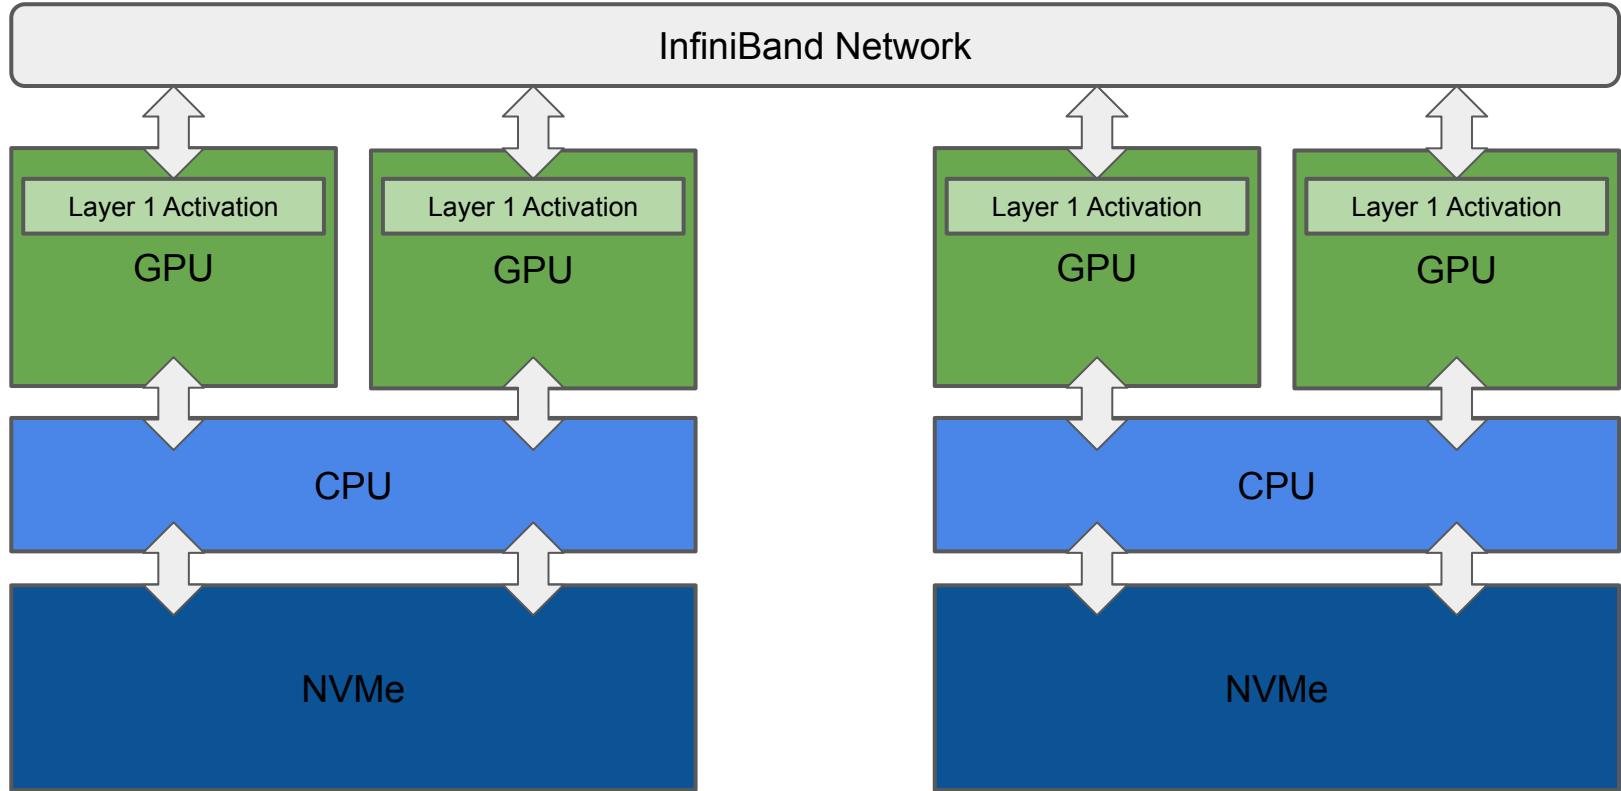 InfiniBand Network
Layer 1 Activation
Layer 1 Activation
Layer 1 Activation
Layer 1 Activation
GPU
GPU
GPU
GPU
CPU
CPU
NVMe
NVMe